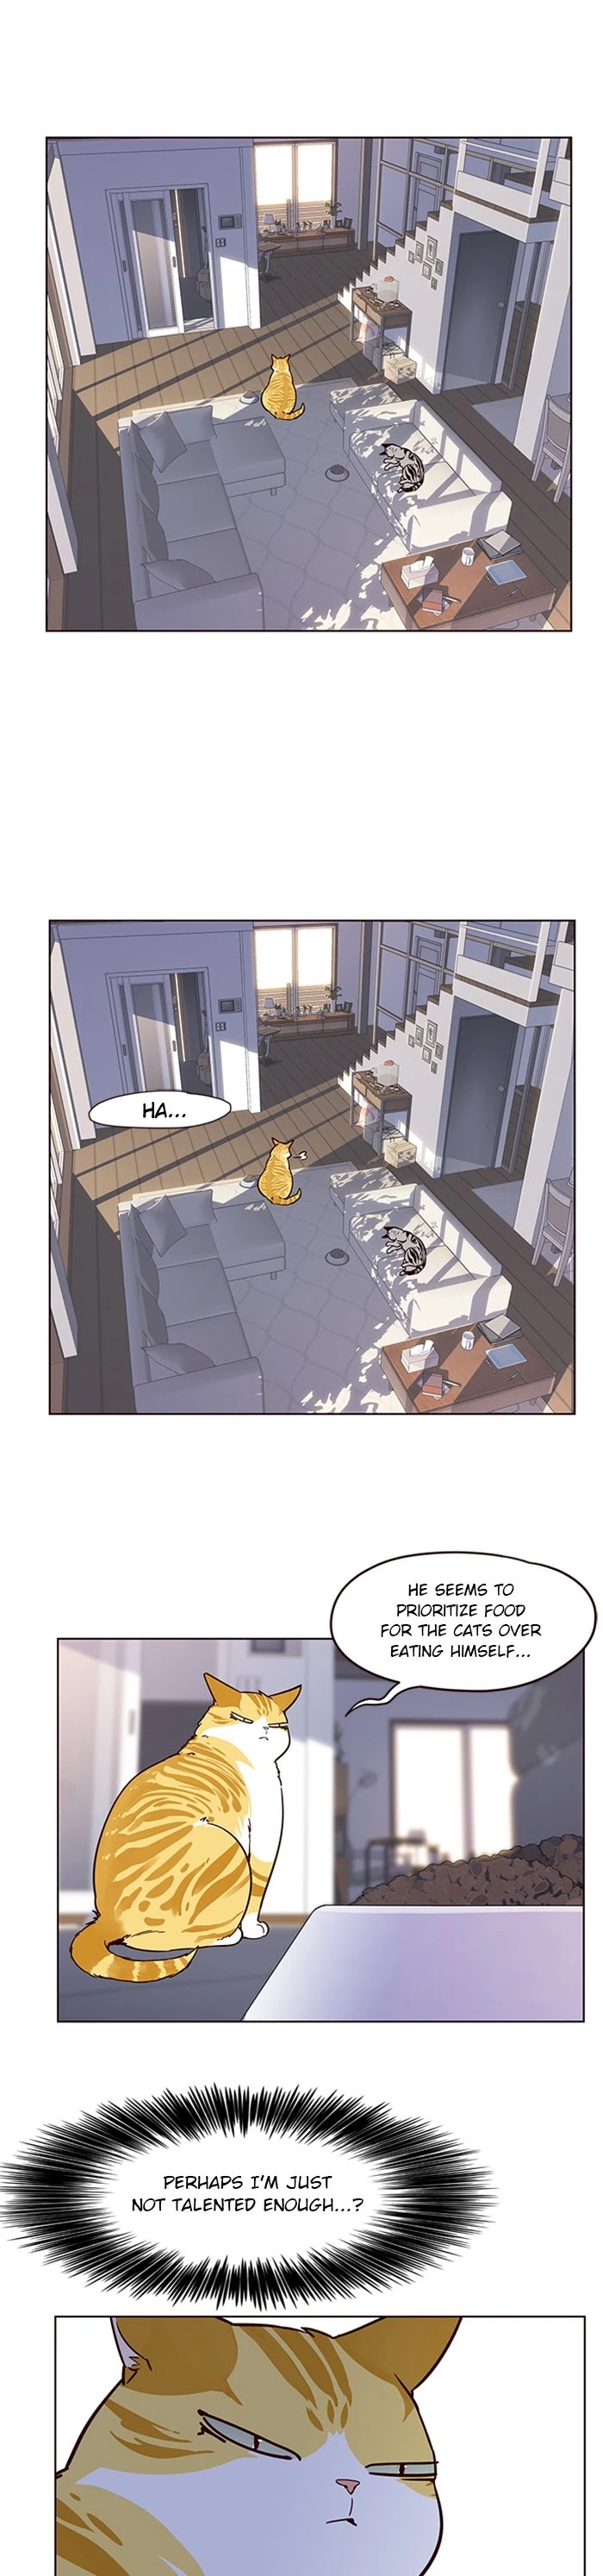 HA...
HE SEEMS TO
PRIORITIZE FOOD
FOR THE CATS OVER
EATING HIMSELF...
PERHAPS I'M JUST
NOT TALENTED ENOUGH...?